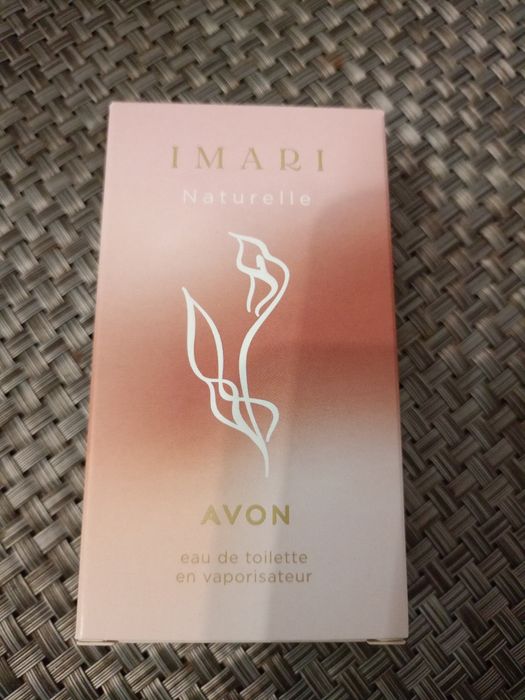 IMARI
Naturelle
AVON
eau de toilette
en vaporisateur